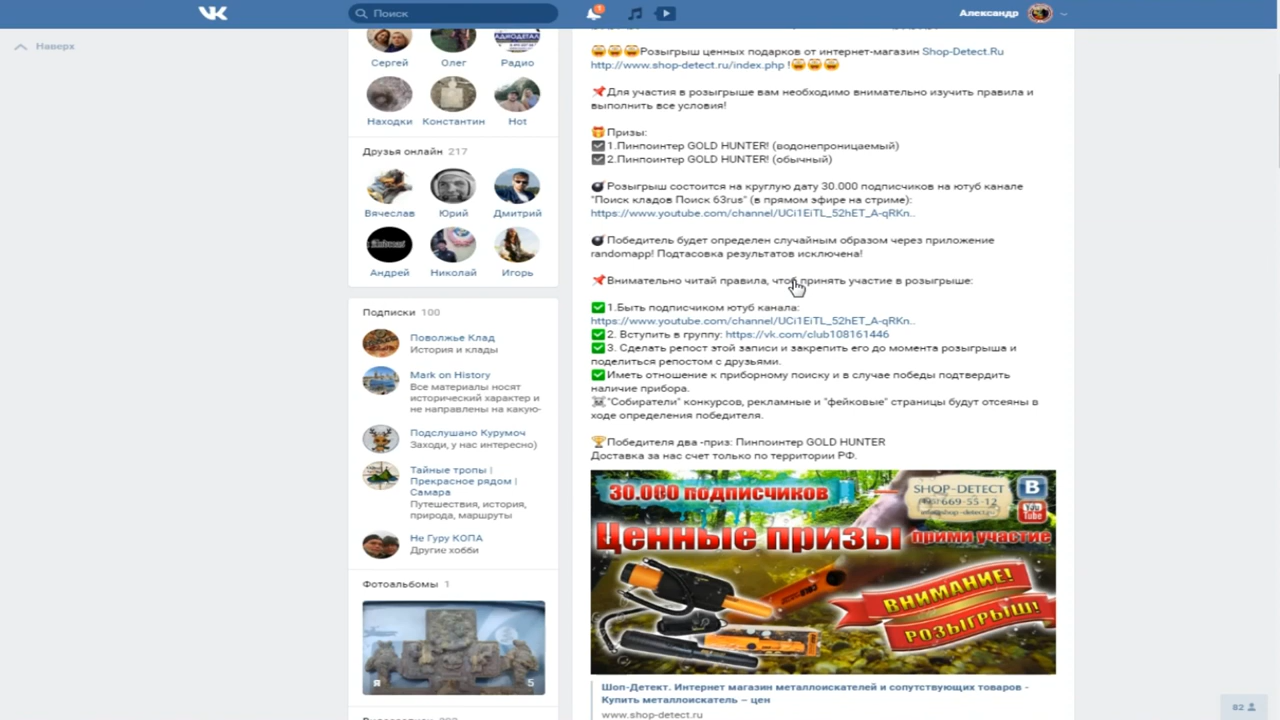 Поиск
1
Александр
Наверх
Сергей
Олег
Радио
Находки
Константин
Hot
Друзья онлайн 217
Вячеслав
Юрий
Дмитрий
Андрей
Николай
Игорь
Подписки 100
Поволжье Клад
История и клады
Mark on History
Все материалы носят
исторический характер и
не направлены на какую-
Подслушано Курумоч
Заходи, у нас интересно)
Тайные тропы |
Прекрасное рядом |
Самара
Путешествия, история,
природа, маршруты
Не Гуру КОПА
Другие хобби
Фотоальбомы 1
Я
5
Розыгрыш ценных подарков от интернет-магазин Shop-Detect.Ru
http://www.shop-detect.ru/index.php !
Для участия в розыгрыше вам необходимо внимательно изучить правила и
выполнить все условия!
Призы:
1.Пинпоинтер GOLD HUNTER! (водонепроницаемый)
2.Пинпоинтер GOLD HUNTER! (обычный)
Розыгрыш состоится на круглую дату 30.000 подписчиков на ютуб канале
"Поиск кладов Поиск 63rus" (в прямом эфире на стриме):
https://www.youtube.com/channel/UCi1EiTL_52hET_A-qRKn..
Победитель будет определен случайным образом через приложение
randomapp! Подтасовка результатов исключена!
Внимательно читай правила, чтоб принять участие в розыгрыше:
1.Быть подписчиком ютуб канала:
https://www.youtube.com/channel/UCi1EiTL_52hET_A-qRKn..
2. Вступить в группу: https://vk.com/club108161446
3. Сделать репост этой записи и закрепить его до момента розыгрыша и
поделиться репостом с друзьями.
Иметь отношение к приборному поиску и в случае победы подтвердить
наличие прибора.
"Собиратели" конкурсов, рекламные и "фейковые" страницы будут отсеяны в
ходе определения победителя.
Победителя два -приз: Пинпоинтер GOLD HUNTER
Доставка за нас счет только по территории РФ.
30.000 подписчиков
SHOP-DETECT
669-55-12
В
You
Tube
Ценные призы прими участие
ВНИМАНИЕ!
РОЗЫГРЫШ!
Шоп-Детект. Интернет магазин металлоискателей и сопутствующих товаров -
Купить металлоискатель – цен
www.shop-detect.ru
82